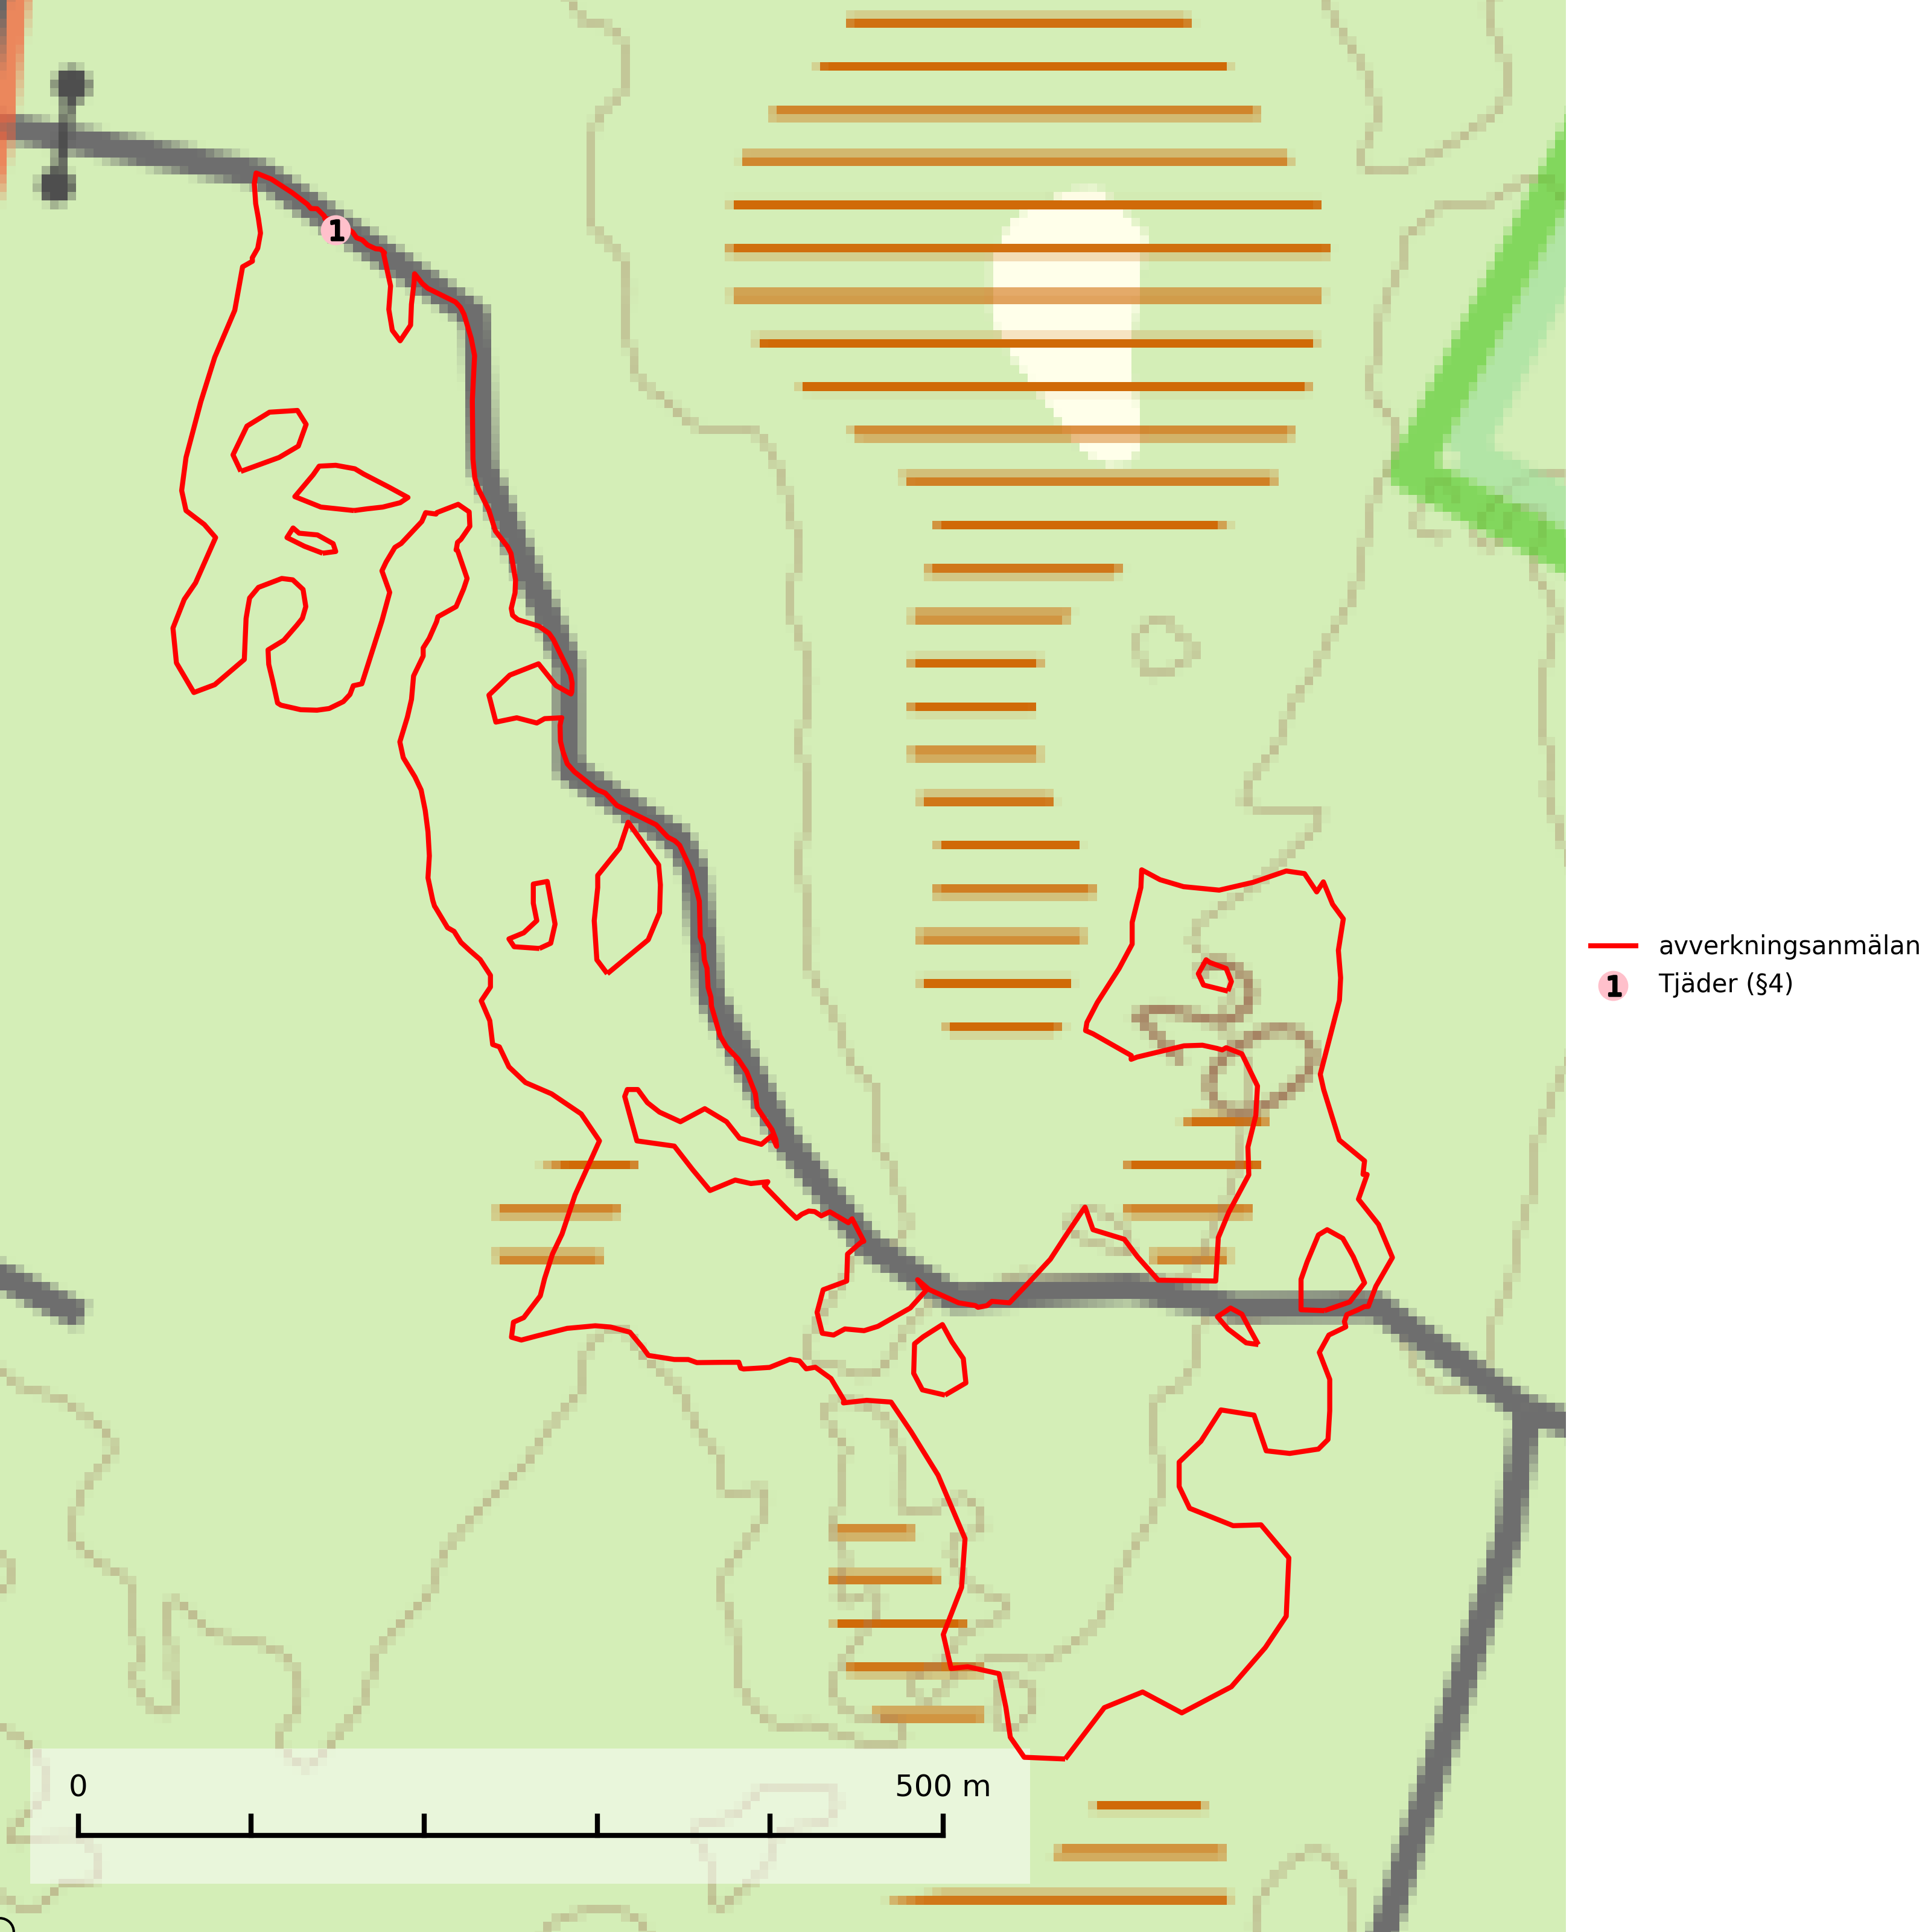 1
avverkningsanmälan
1 Tjäder (§4)
0 500 m